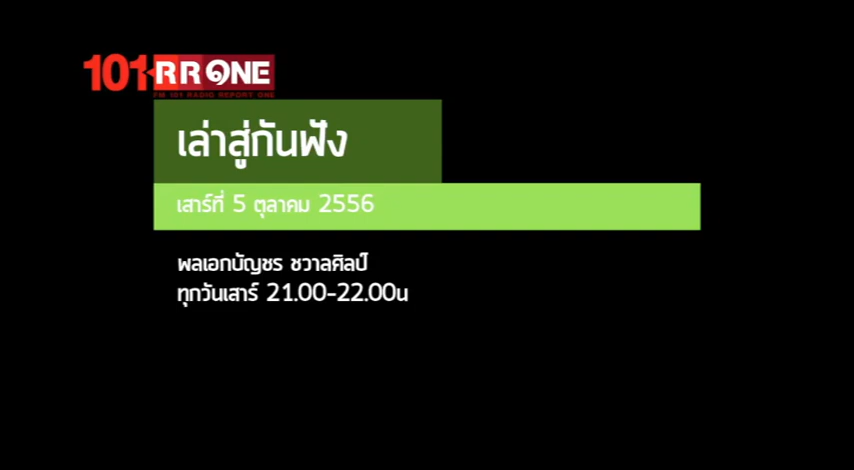 101 RR ONE
FM 101 RADIO REPORT ONE
เล่าสู่กันฟัง
เสาร์ที่ 5 ตุลาคม 2556
พลเอกบัญชร ชวาลศิลป์
ทุกวันเสาร์ 21.00-22.00น